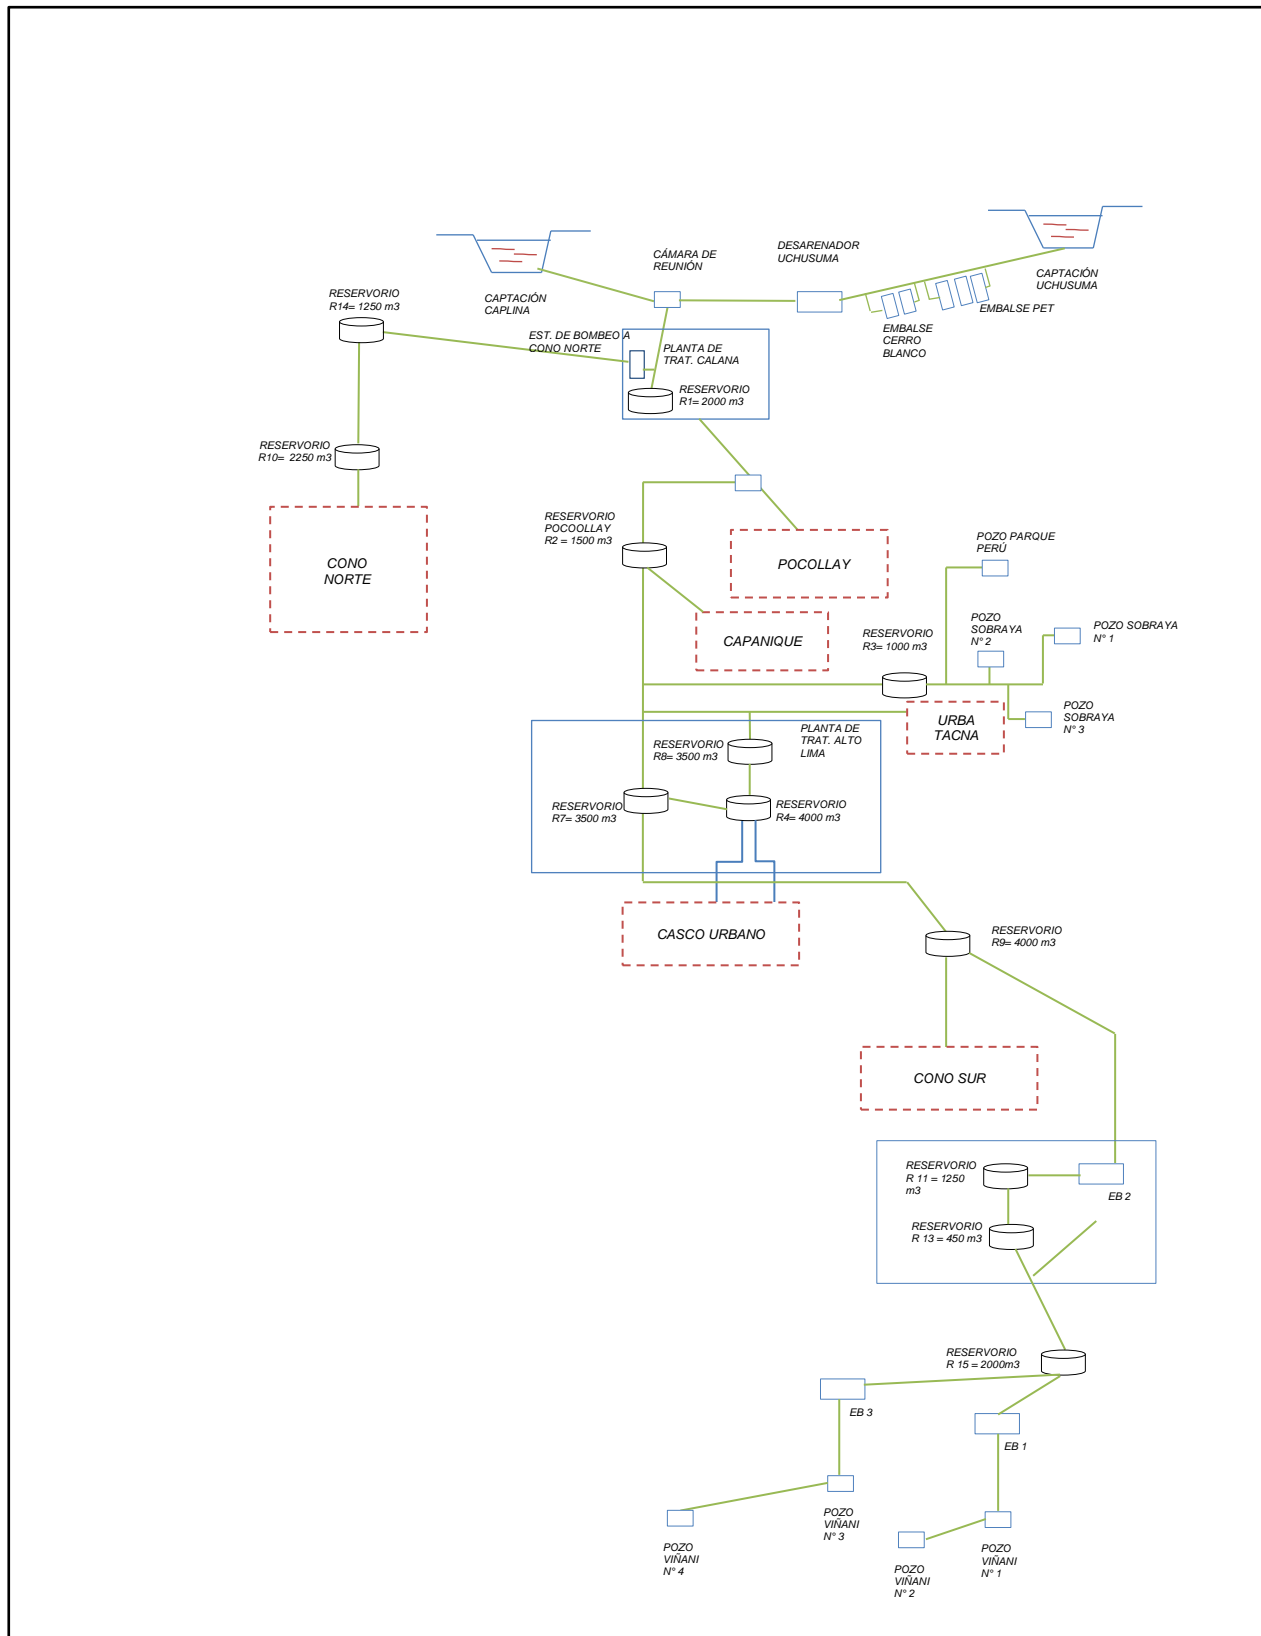 DESARENADOR
UCHUSUMA
CÁMARA DE
REUNIÓN
CAPTACIÓN
UCHUSUMA
RESERVORIO
R14= 1250 m3
CAPTACIÓN
CAPLINA
EMBALSE PET
EMBALSE
CERRO
BLANCO
EST. DE BOMBEO A
CONO NORTE
PLANTA DE
TRAT. CALANA
RESERVORIO
R1= 2000 m3
RESERVORIO
R10= 2250 m3
RESERVORIO
POCOOLLAY
R2 = 1500 m3
CONO
NORTE
POCOLLAY
POZO PARQUE
PERÚ
CAPANIQUE
RESERVORIO
R3= 1000 m3
POZO
SOBRAYA
N° 2
POZO SOBRAYA
N° 1
URBA
TACNA
POZO
SOBRAYA
N° 3
PLANTA DE
TRAT. ALTO
LIMA
RESERVORIO
R8= 3500 m3
RESERVORIO
R7= 3500 m3
RESERVORIO
R4= 4000 m3
CASCO URBANO
RESERVORIO
R9= 4000 m3
CONO SUR
RESERVORIO
R 11 = 1250
m3
EB 2
RESERVORIO
R 13 = 450 m3
RESERVORIO
R 15 = 2000m3
EB 3
EB 1
POZO
VIÑANI
N° 3
POZO
VIÑANI
N° 4
POZO
VIÑANI
N° 1
POZO
VIÑANI
N° 2